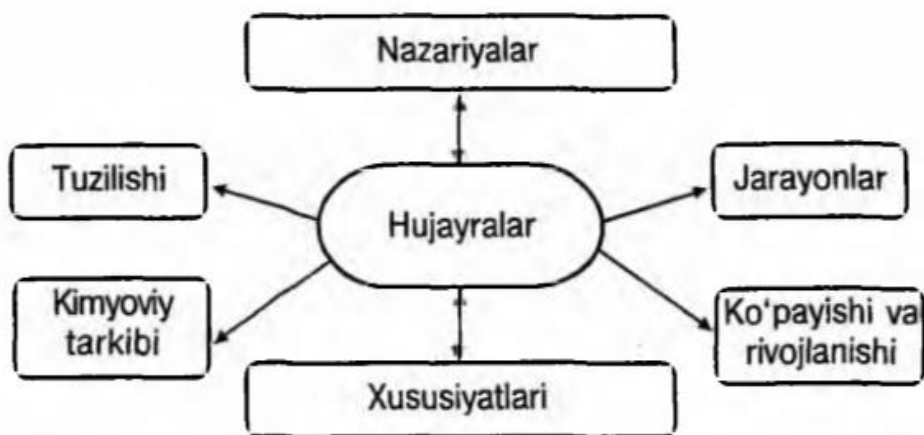 Nazariyalar
Tuzilishi
Jarayonlar
Hujayralar
Kimyoviy
tarkibi
Ko‘payishi va
rivojlanishi
Xususiyatlari